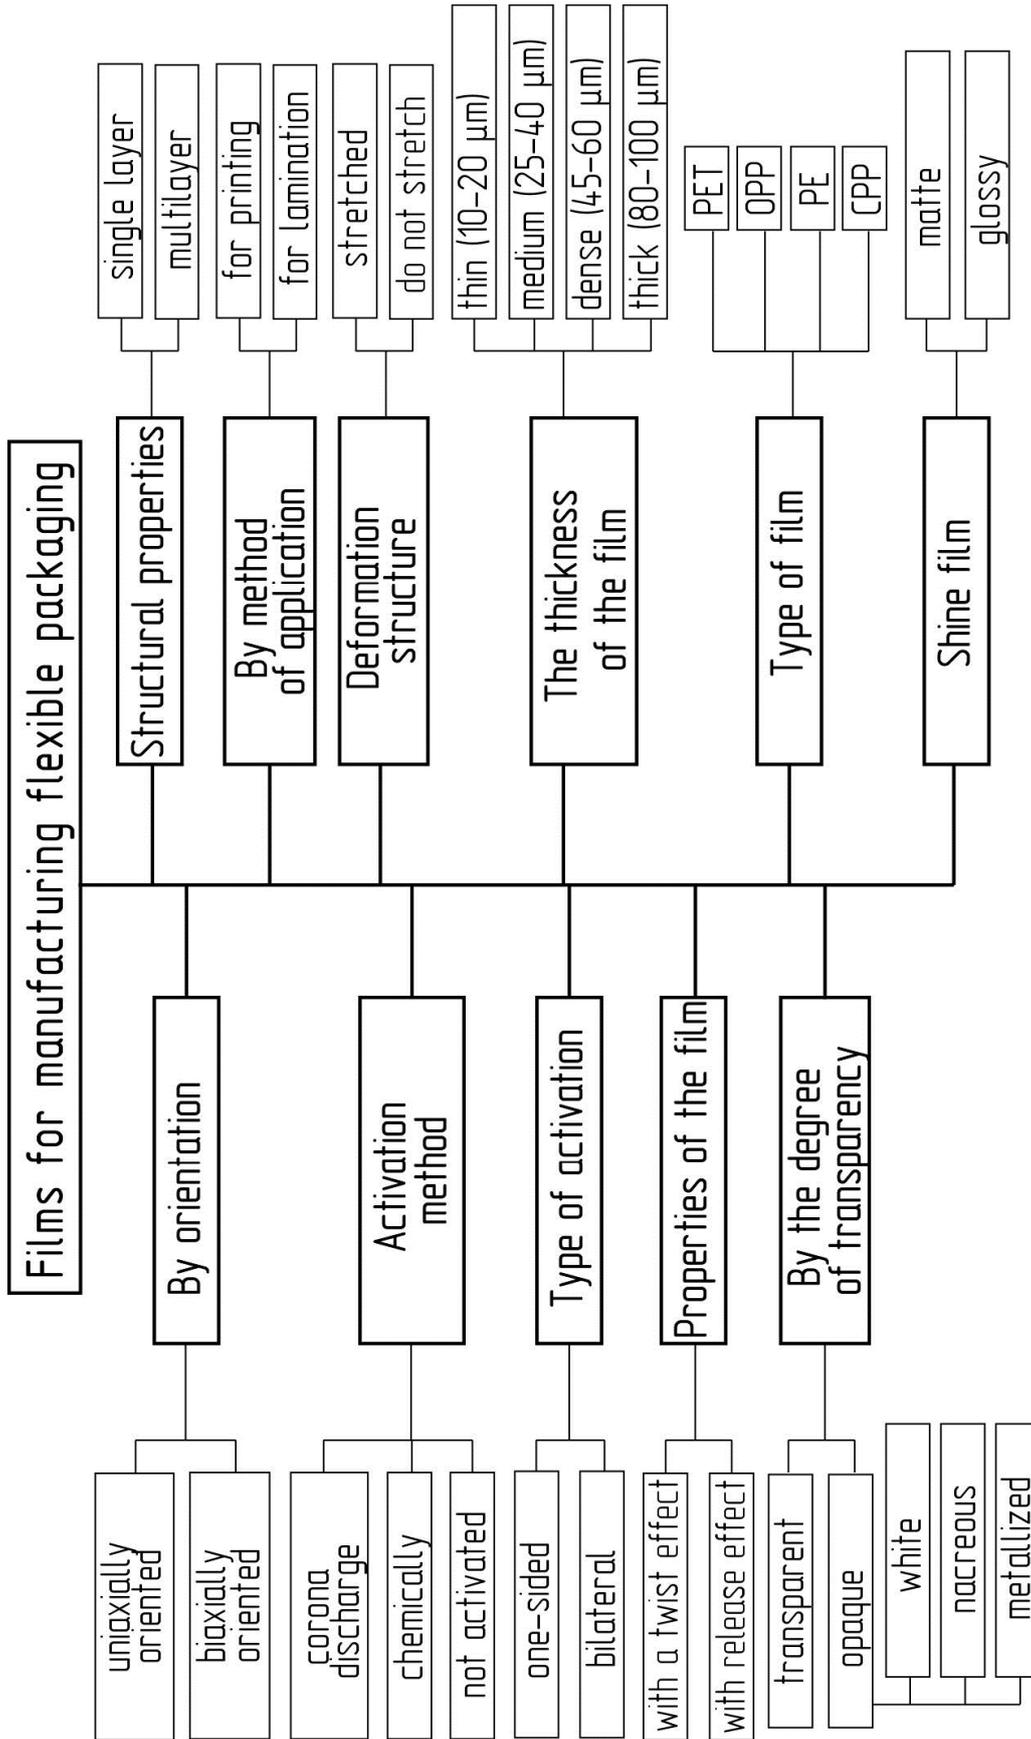 Films for manufacturing flexible packaging
By orientation
uniaxially
oriented
biaxially
oriented
Activation
method
corona
discharge
chemically
not activated
Type of activation
one-sided
bilateral
Properties of the film
with a twist effect
with release effect
By the degree
of transparency
transparent
opaque
white
nacreous
metallized
Structural properties
single layer
multilayer
By method
of application
for printing
for lamination
Deformation
structure
stretched
do not stretch
The thickness
of the film
thin (10-20 μm)
medium (25-40 μm)
dense (45-60 μm)
thick (80-100 μm)
Type of film
PET
OPP
PE
CPP
Shine film
matte
glossy